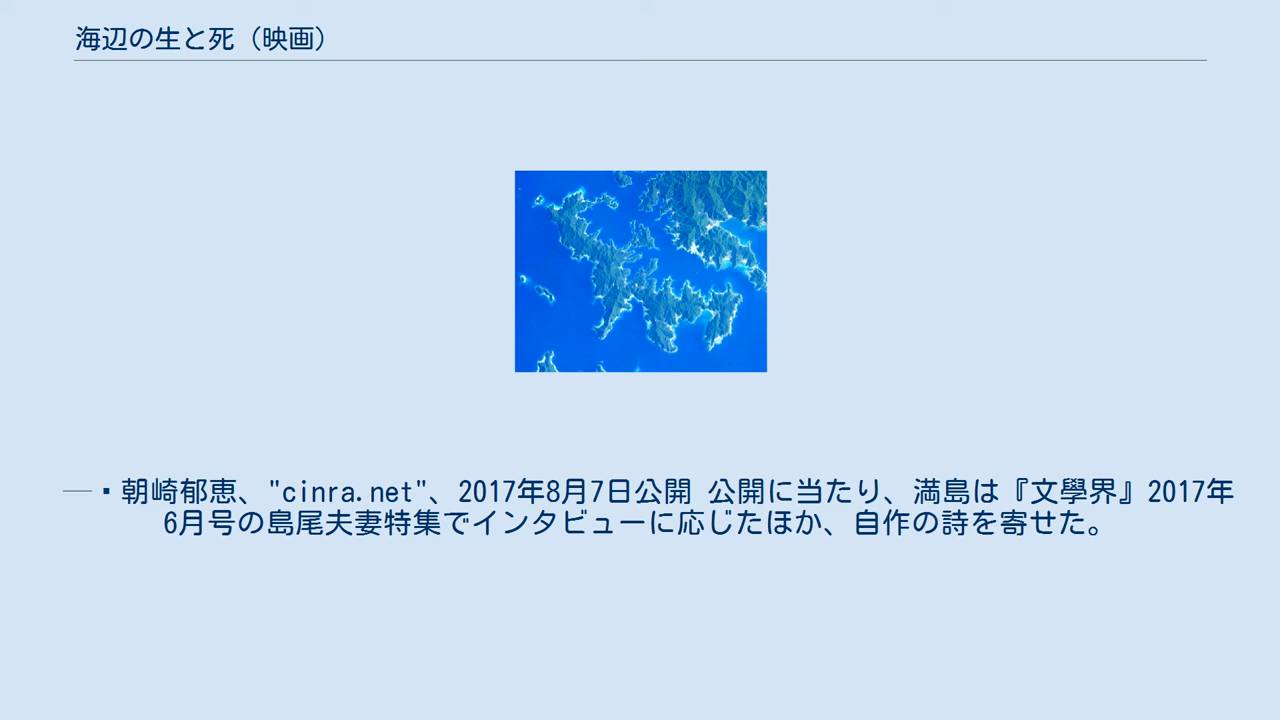 海辺の生と死（映画）
―▪朝崎郁恵、"cinra.net"、2017年8月7日公開 公開に当たり、満島は『文學界』2017年
6月号の島尾夫妻特集でインタビューに応じたほか、自作の詩を寄せた。